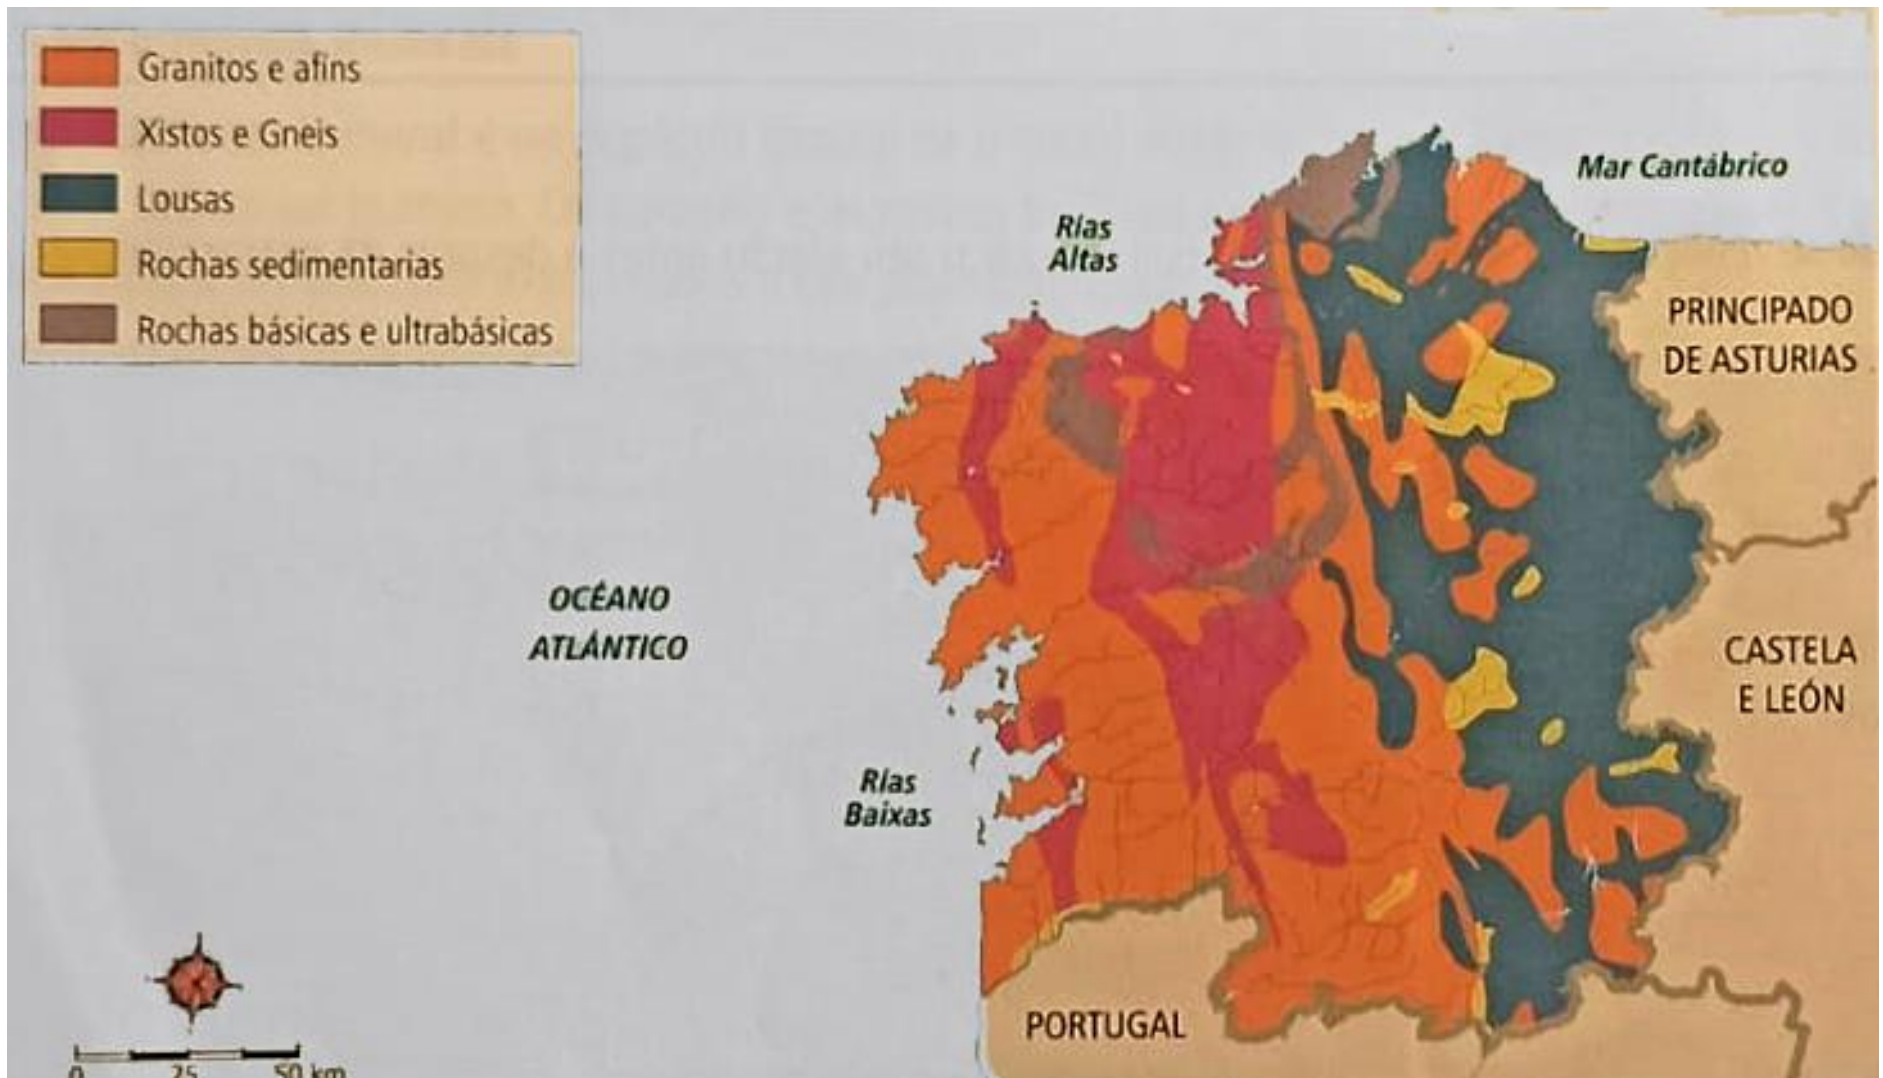 Granitos e afins
Xistos e Gneis
Lousas
Rochas sedimentarias
Rochas básicas e ultrabásicas
Mar Cantábrico
Rías
Altas
PRINCIPADO
DE ASTURIAS
OCÉANO
ATLÁNTICO
CASTELA
E LEÓN
Rías
Baixas
PORTUGAL
0 25 50 km